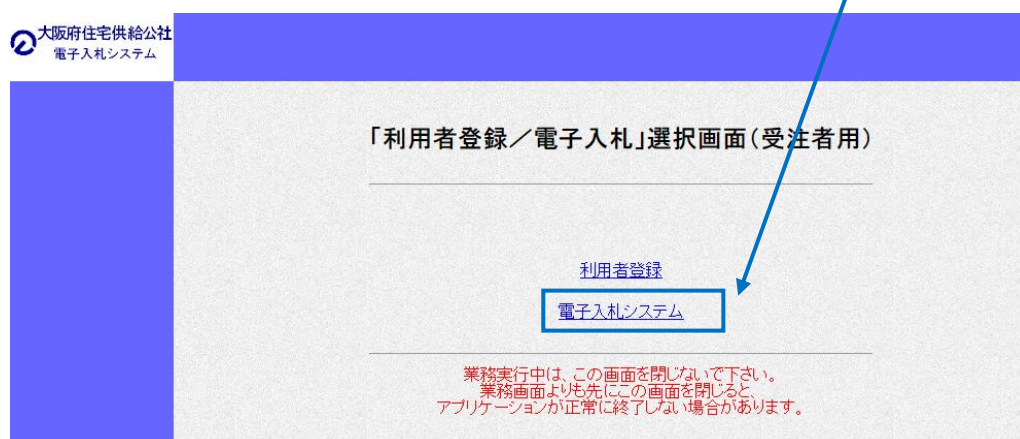 大阪府住宅供給公社
電子入札システム
「利用者登録／電子入札」選択画面(受注者用)
利用者登録
電子入札システム
業務実行中は、この画面を閉じないで下さい。
業務画面よりも先にこの画面を閉じると、
アプリケーションが正常に終了しない場合があります。